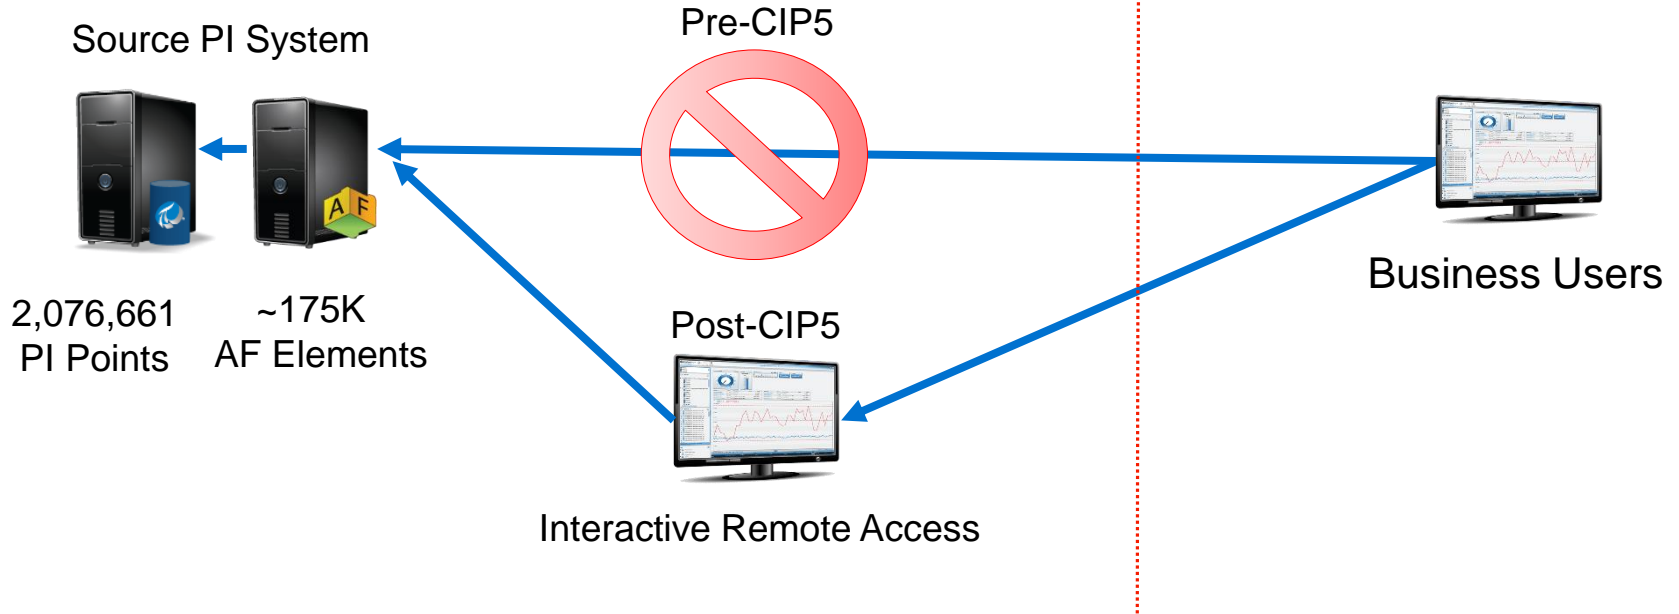 Pre-CIP5
Source PI System
A F
Business Users
2,076,661
PI Points
~175K
AF Elements
Post-CIP5
Interactive Remote Access